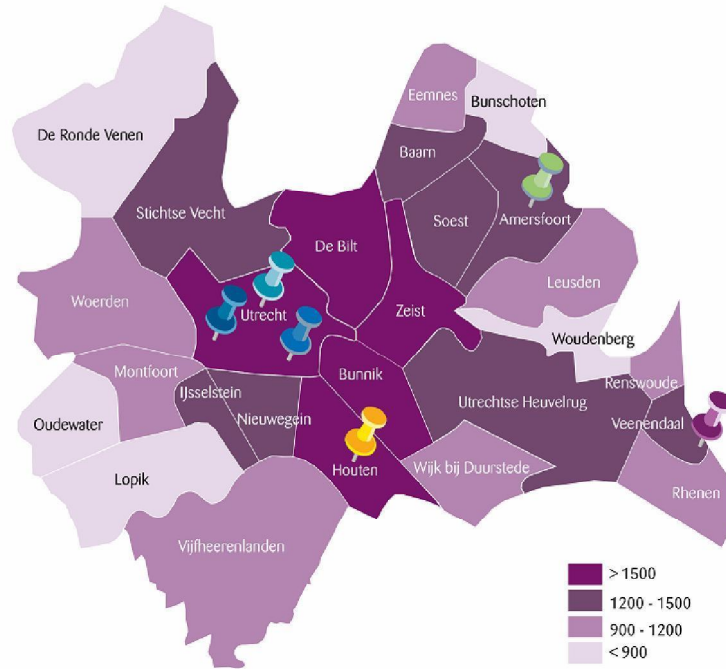 Eemnes
Bunschoten
De Ronde Venen
Baarn
Stichtse Vecht
Soest
Amersfoort
De Bilt
Leusden
Woerden
Utrecht
Zeist
Woudenberg
Montfoort
Bunnik
Renswoude
IJsselstein
Utrechtse Heuvelrug
Oudewater
Nieuwegein
Veenendaal
Houten
Wijk bij Duurstede
Lopik
Rhenen
Vijfheerenlanden
>1500
1200 - 1500
900 - 1200
<900